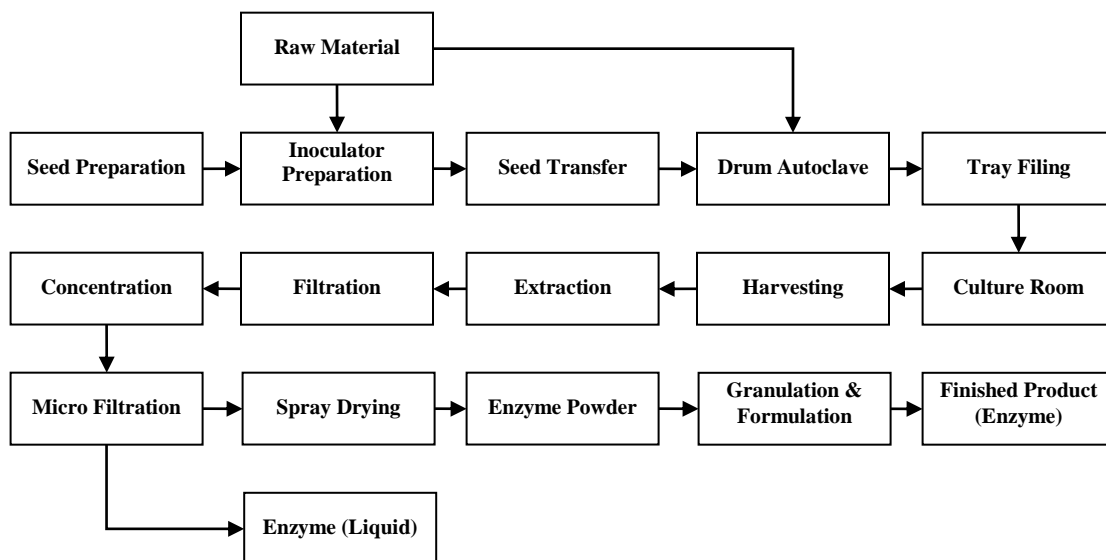 Raw Material
Seed Preparation
Inoculator
Preparation
Seed Transfer
Drum Autoclave
Tray Filing
Concentration
Filtration
Extraction
Harvesting
Culture Room
Micro Filtration
Spray Drying
Enzyme Powder
Granulation &
Formulation
Finished Product
(Enzyme)
Enzyme (Liquid)